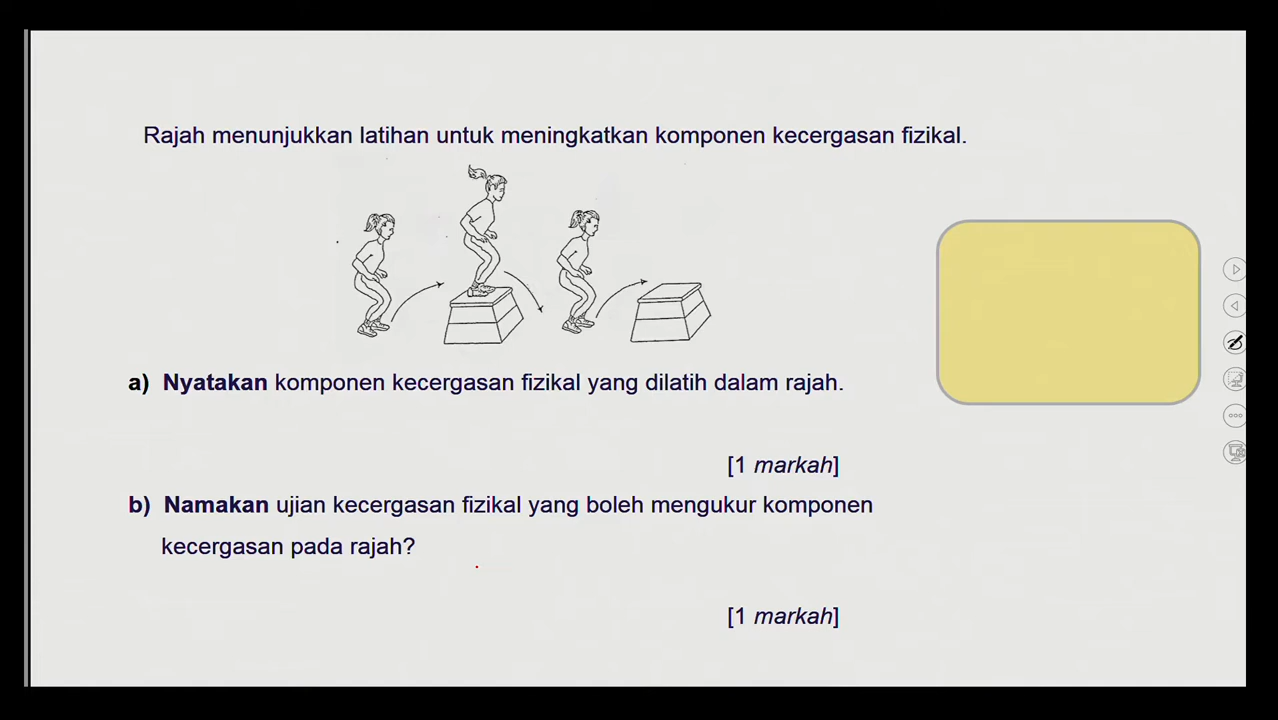 Rajah menunjukkan latihan untuk meningkatkan komponen kecergasan fizikal.
a) Nyatakan komponen kecergasan fizikal yang dilatih dalam rajah.
[1 markah]
b) Namakan ujian kecergasan fizikal yang boleh mengukur komponen
kecergasan pada rajah?
[1 markah]